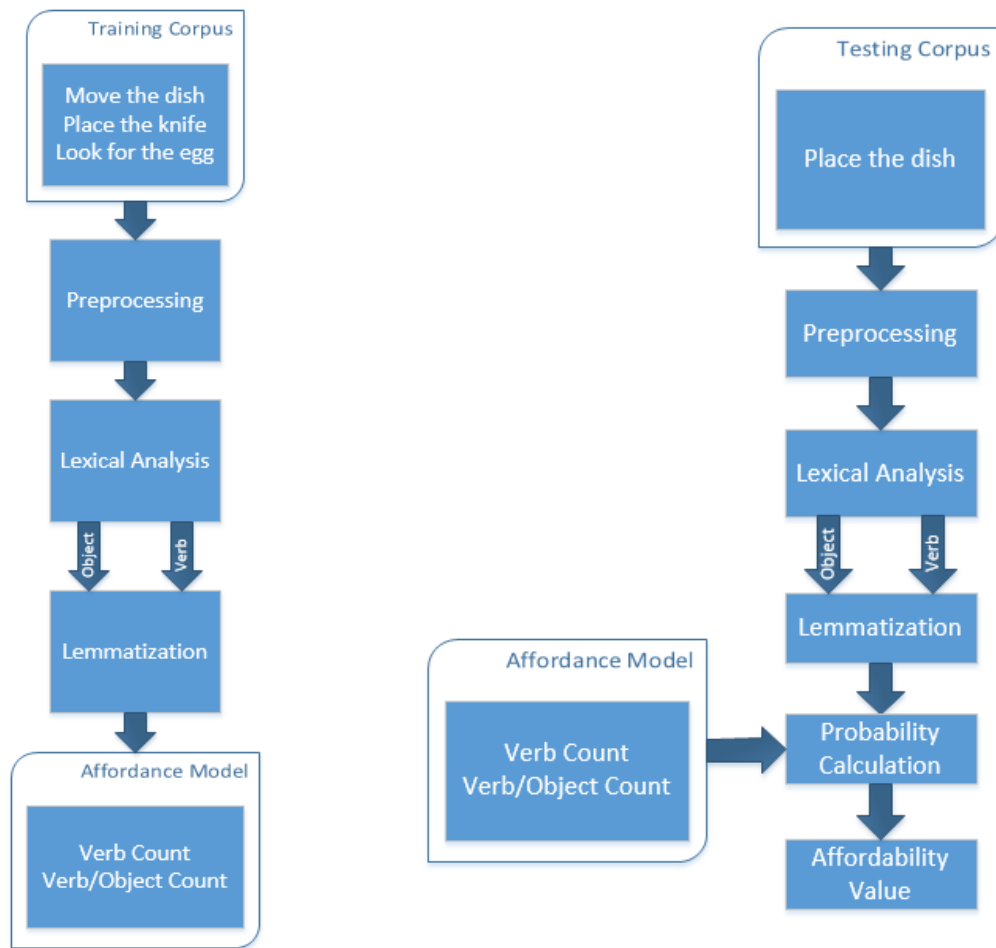 Training Corpus
Move the dish
Place the knife
Look for the egg
Preprocessing
Lexical Analysis
Object
Verb
Lemmatization
Affordance Model
Verb Count
Verb/Object Count
Testing Corpus
Place the dish
Preprocessing
Lexical Analysis
Object
Verb
Lemmatization
Affordance Model
Verb Count
Verb/Object Count
Probability
Calculation
Affordability
Value